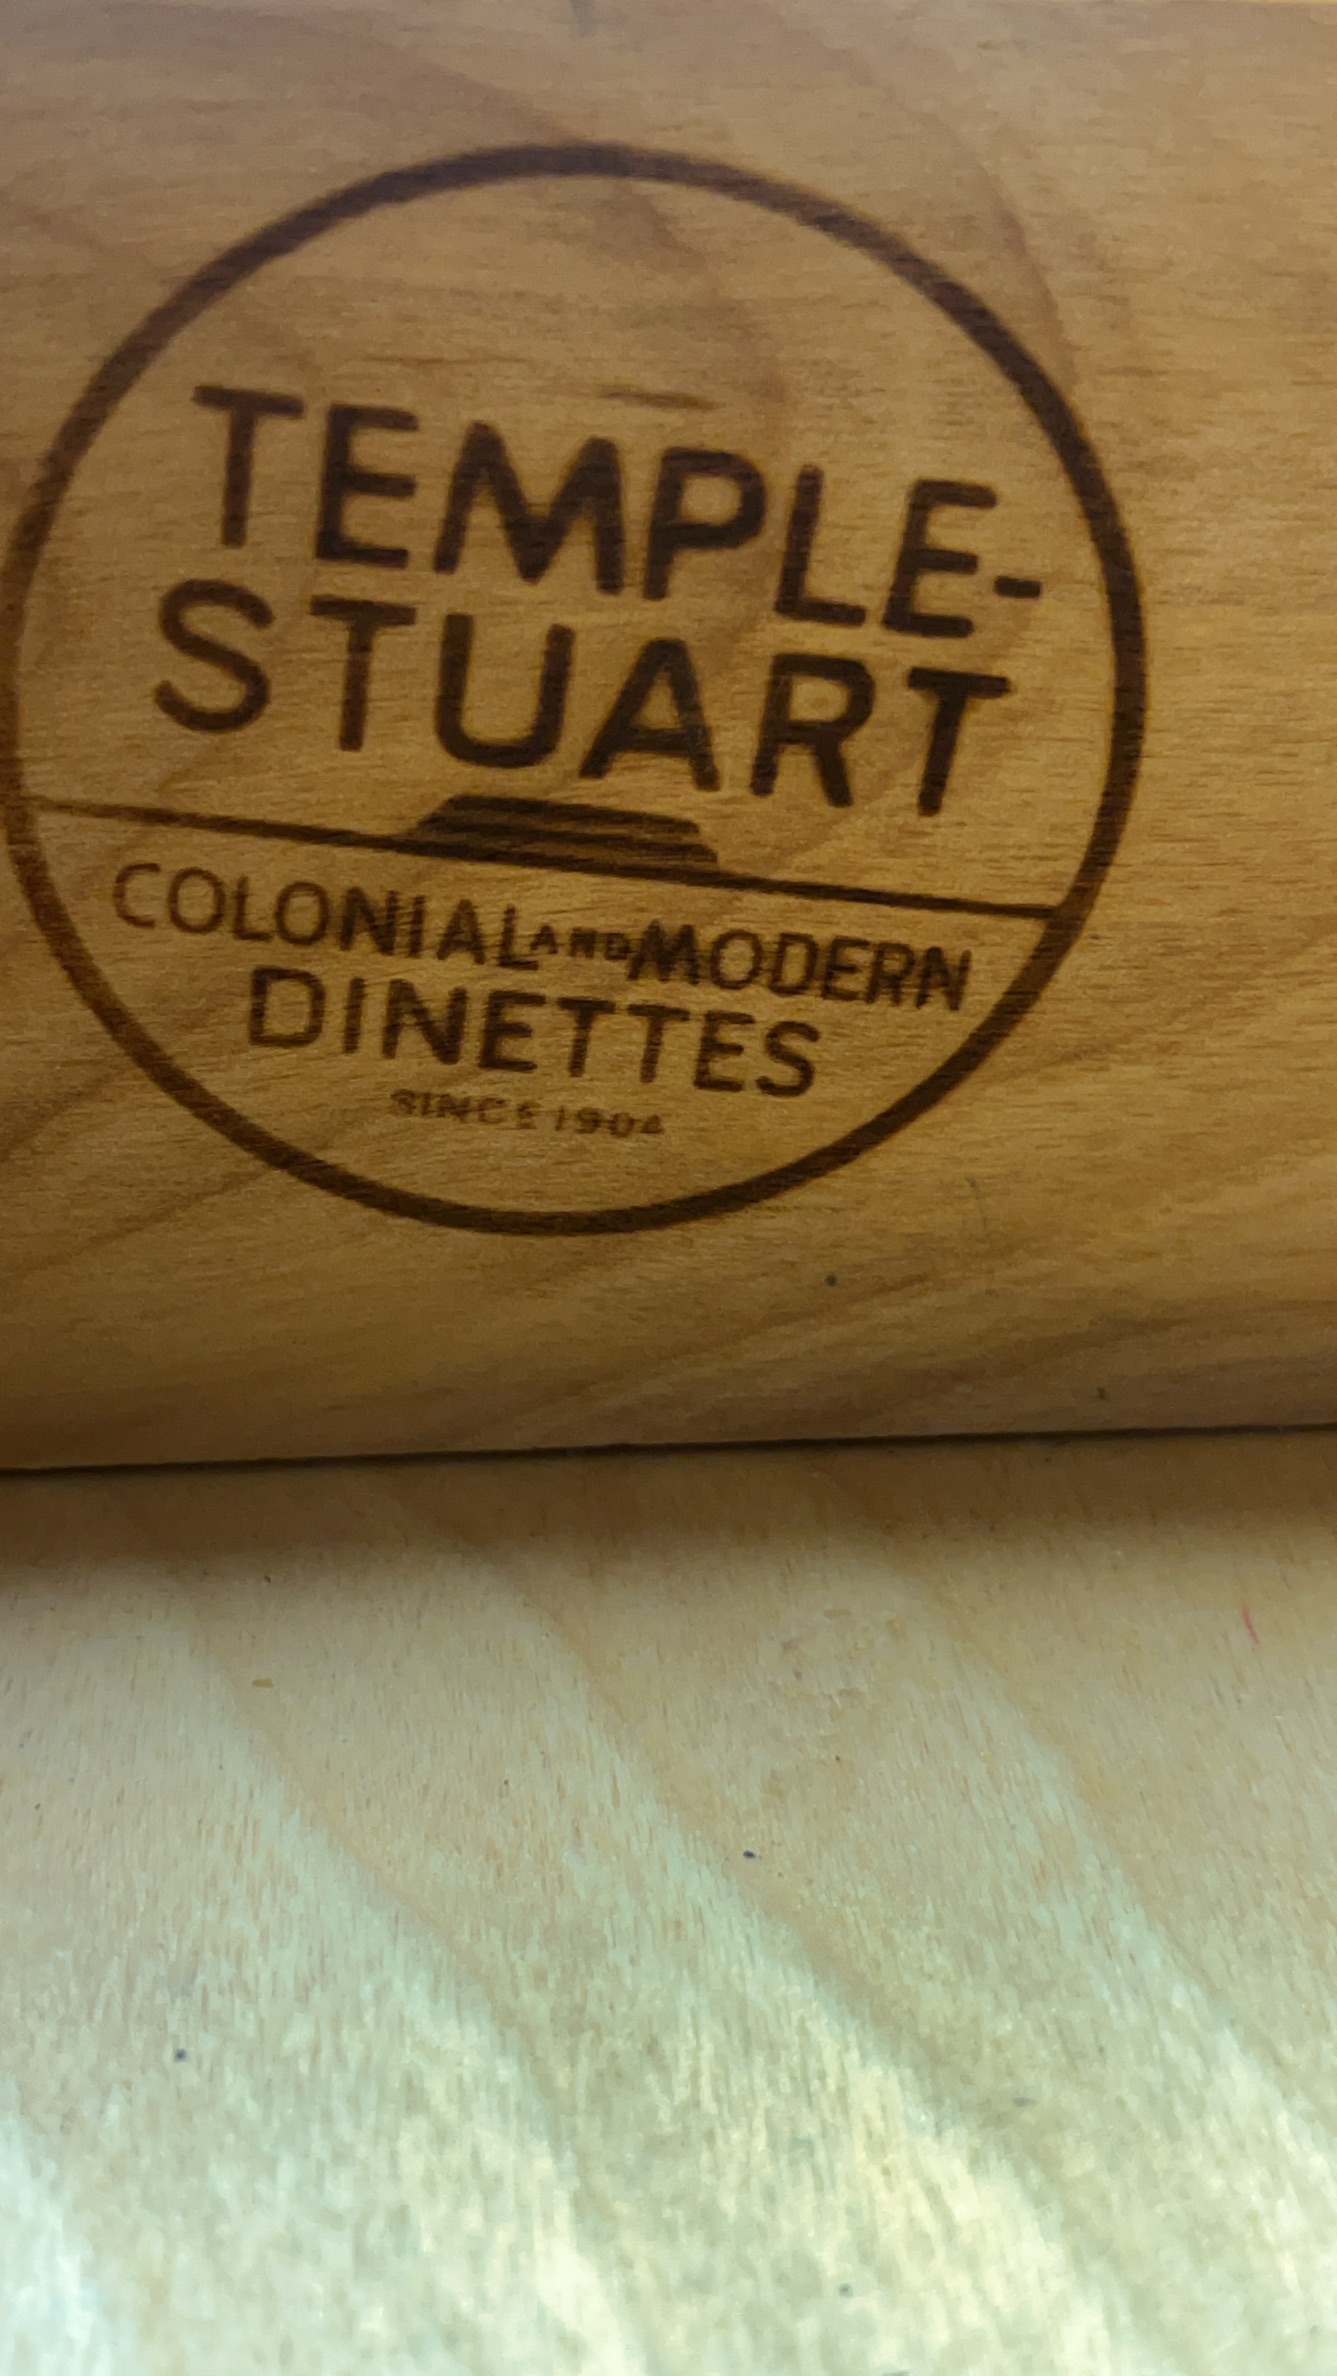 TEMPLE-
STUART
COLONIAL AND MODERN
DINETTES
SINCE 1904